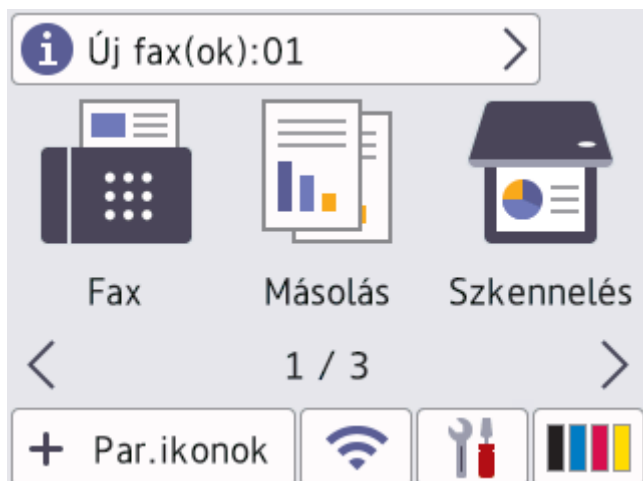 Új fax(ok):01
Fax Másolás Szkennelés
1 / 3
+ Par.ikonok